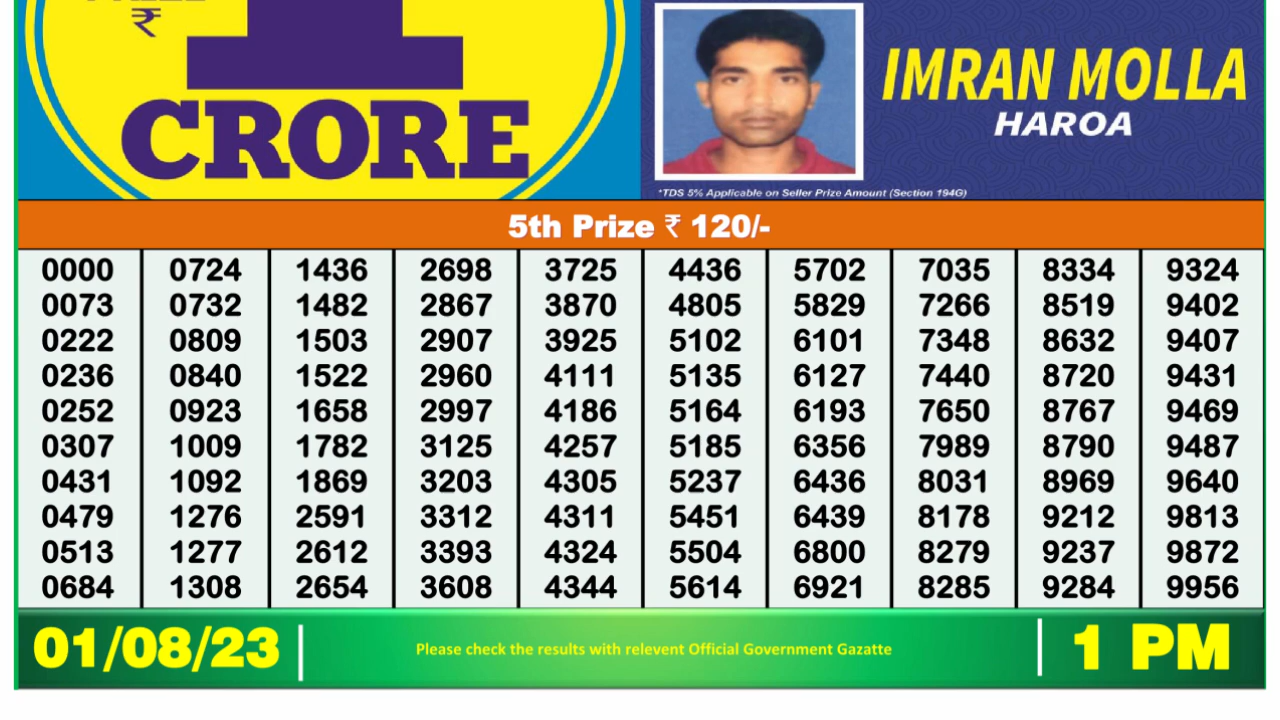 ₹
1
CRORE
IMRAN MOLLA
HAROA
*TDS 5% Applicable on Seller Prize Amount (Section 194G)
5th Prize ₹ 120/-
0000 0724 1436 2698 3725 4436 5702 7035 8334 9324
0073 0732 1482 2867 3870 4805 5829 7266 8519 9402
0222 0809 1503 2907 3925 5102 6101 7348 8632 9407
0236 0840 1522 2960 4111 5135 6127 7440 8720 9431
0252 0923 1658 2997 4186 5164 6193 7650 8767 9469
0307 1009 1782 3125 4257 5185 6356 7989 8790 9487
0431 1092 1869 3203 4305 5237 6436 8031 8969 9640
0479 1276 2591 3312 4311 5451 6439 8178 9212 9813
0513 1277 2612 3393 4324 5504 6800 8279 9237 9872
0684 1308 2654 3608 4344 5614 6921 8285 9284 9956
01/08/23
Please check the results with relevent Official Government Gazatte
1 PM